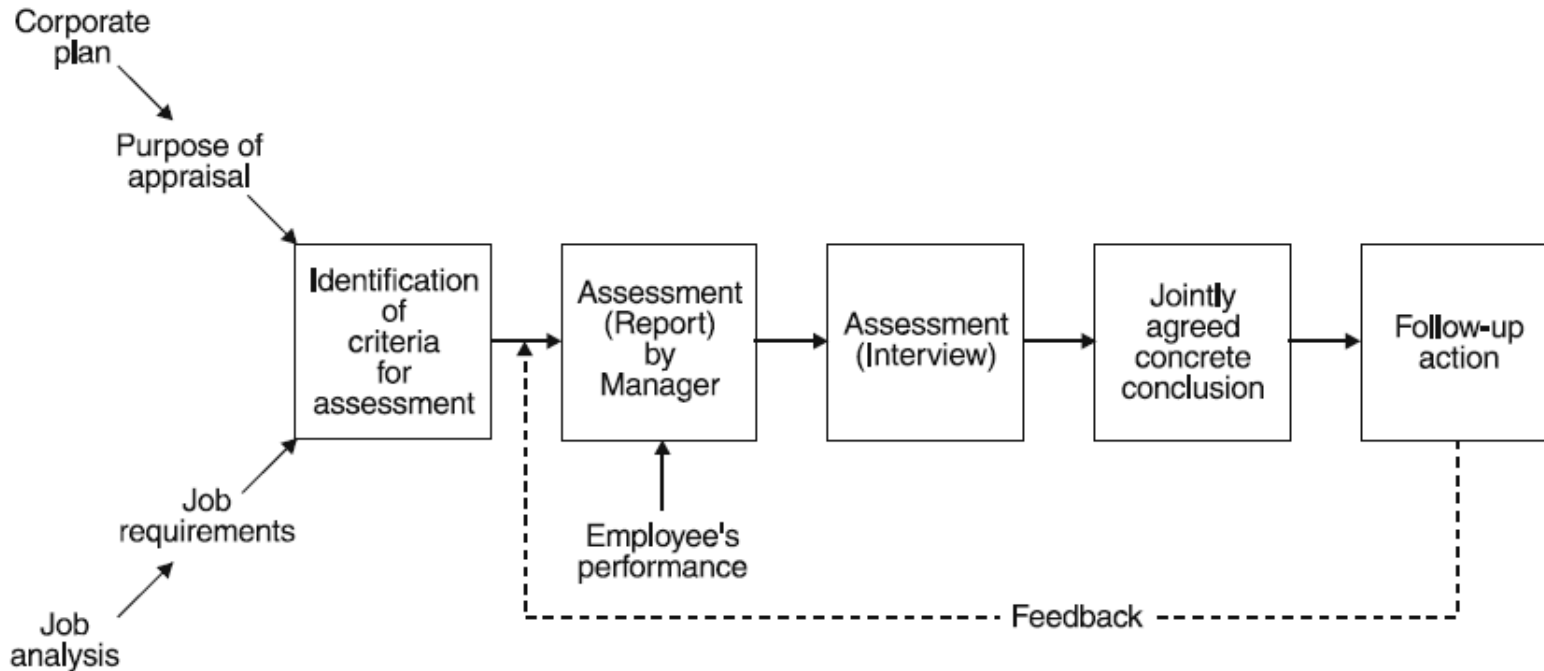 Corporate
plan
Purpose of
appraisal
Identification
of
criteria
for
assessment
Assessment
(Report)
by
Manager
Assessment
(Interview)
Jointly
agreed
concrete
conclusion
Follow-up
action
Job
requirements
Employee's
performance
Job
analysis
Feedback